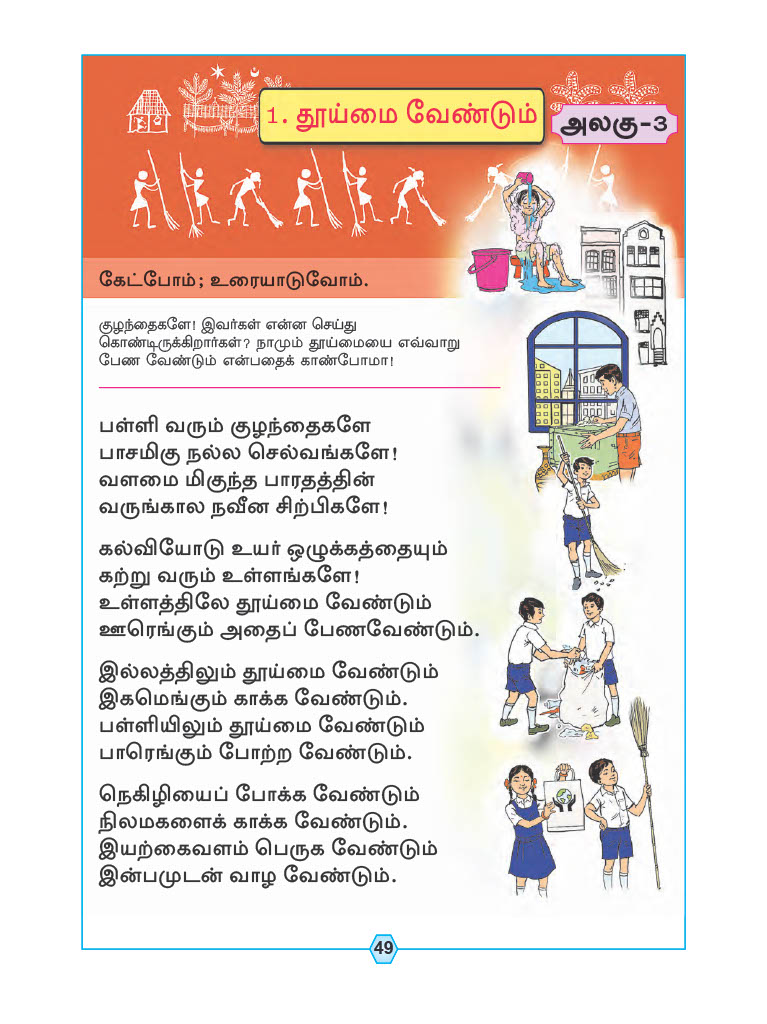 1. தூய்மை வேண்டும்
அலகு-3
கேட்போம்; உரையாடுவோம்.
குழந்தைகளே! இவர்கள் என்ன செய்து
கொண்டிருக்கிறார்கள்? நாமும் தூய்மையை எவ்வாறு
பேண வேண்டும் என்பதைக் காண்போமா!
பள்ளி வரும் குழந்தைகளே
பாசமிகு நல்ல செல்வங்களே!
வளமை மிகுந்த பாரதத்தின்
வருங்கால நவீன சிற்பிகளே!
கல்வியோடு உயர் ஒழுக்கத்தையும்
கற்று வரும் உள்ளங்களே!
உள்ளத்திலே தூய்மை வேண்டும்
ஊரெங்கும் அதைப் பேணவேண்டும்.
இல்லத்திலும் தூய்மை வேண்டும்
இகமெங்கும் காக்க வேண்டும்.
பள்ளியிலும் தூய்மை வேண்டும்
பாரெங்கும் போற்ற வேண்டும்.
நெகிழியைப் போக்க வேண்டும்
நிலமகளைக் காக்க வேண்டும்.
இயற்கைவளம் பெருக வேண்டும்
இன்பமுடன் வாழ வேண்டும்.
49